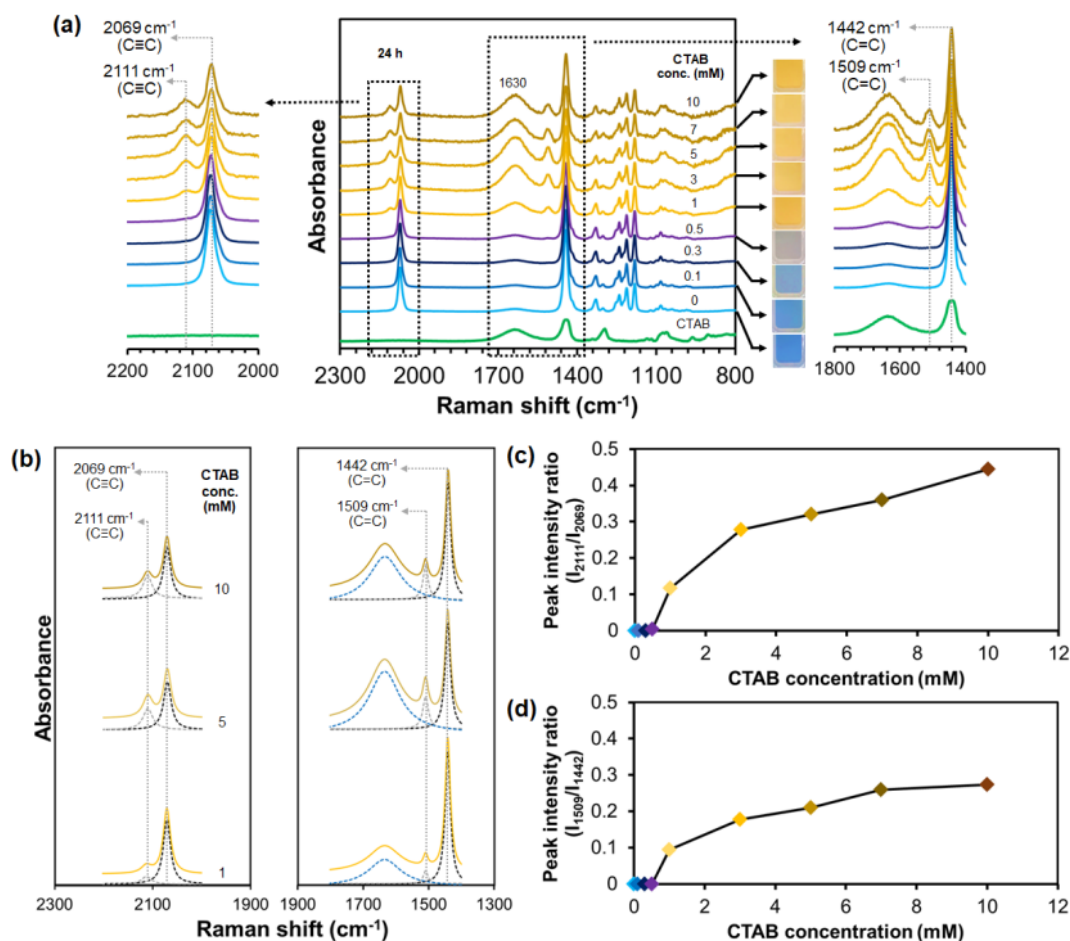 (a)
2069 cm⁻¹
(C≡C)
2111 cm⁻¹
(C≡C)
24 h
1630
CTAB
conc. (mM)
10
7
5
3
1
0.5
0.3
0.1
0
CTAB
1442 cm⁻¹
(C=C)
1509 cm⁻¹
(C=C)
Absorbance
2200 2100 2000
2300 2000 1700 1400 1100 800
1800 1600 1400
Raman shift (cm⁻¹)
(b)
2069 cm⁻¹
(C≡C)
2111 cm⁻¹
(C≡C)
CTAB
conc.
(mM)
10
5
1
1442 cm⁻¹
(C=C)
1509 cm⁻¹
(C=C)
Absorbance
2300 2100 1900
1900 1700 1500 1300
Raman shift (cm⁻¹)
(c)
Peak intensity ratio
(I₂₁₁₁/I₂₀₆₉)
0.5
0.4
0.3
0.2
0.1
0
0 2 4 6 8 10 12
CTAB concentration (mM)
(d)
Peak intensity ratio
(I₁₅₀₉/I₁₄₄₂)
0.5
0.4
0.3
0.2
0.1
0
0 2 4 6 8 10 12
CTAB concentration (mM)